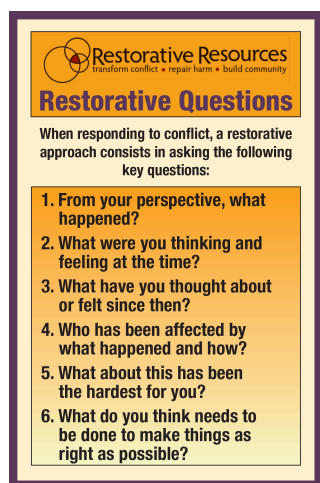 Restorative Resources
transform conflict • repair harm • build community
Restorative Questions
When responding to conflict, a restorative
approach consists in asking the following
key questions:
1. From your perspective, what
happened?
2. What were you thinking and
feeling at the time?
3. What have you thought about
or felt since then?
4. Who has been affected by
what happened and how?
5. What about this has been
the hardest for you?
6. What do you think needs to
be done to make things as
right as possible?